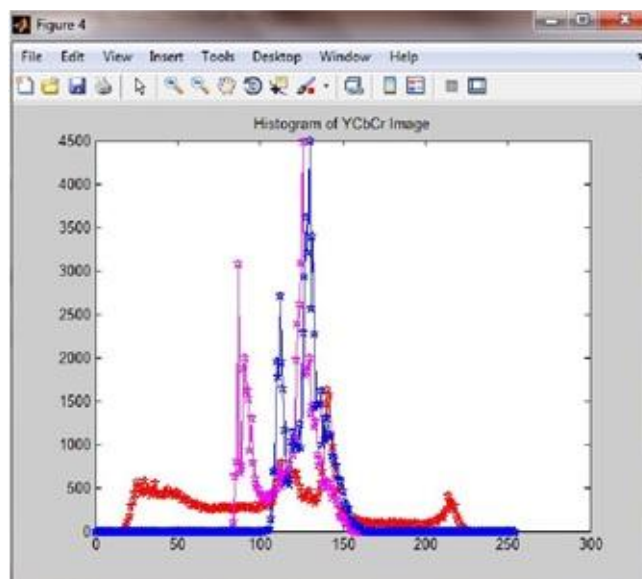 Figure 4
File Edit View Insert Tools Desktop Window Help
Histogram of YCbCr Image
4500
4000
3500
3000
2500
2000
1500
1000
500
0
0 50 100 150 200 250 300